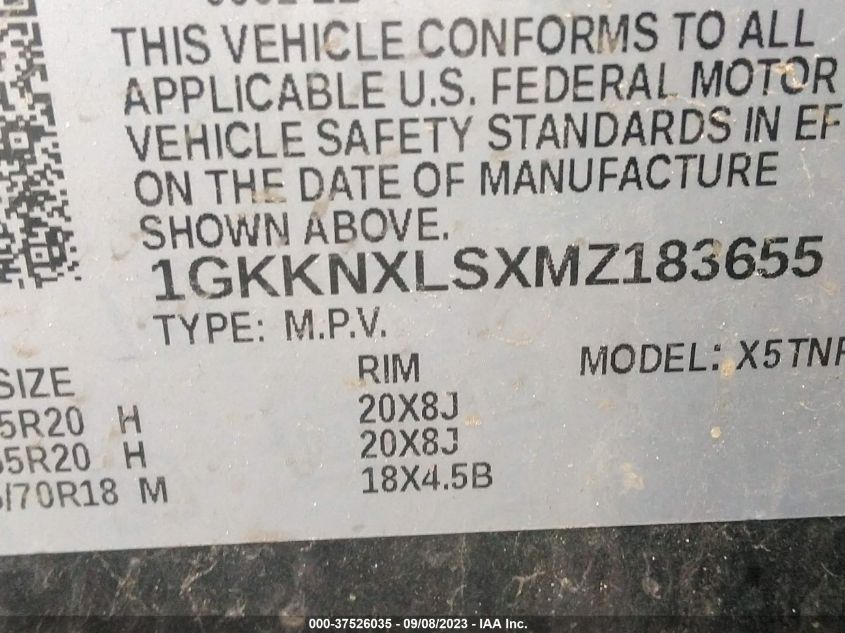 THIS VEHICLE CONFORMS TO ALL
APPLICABLE U.S. FEDERAL MOTOR
VEHICLE SAFETY STANDARDS IN EF
ON THE DATE OF MANUFACTURE
SHOWN ABOVE.
1GKKNXLSXMZ183655
TYPE: M.P.V.
MODEL: X5TN
SIZE RIM
5R20 H 20X8J
5R20 H 20X8J
/70R18 M 18X4.5B
000-37526035 - 09/08/2023 - IAA Inc.